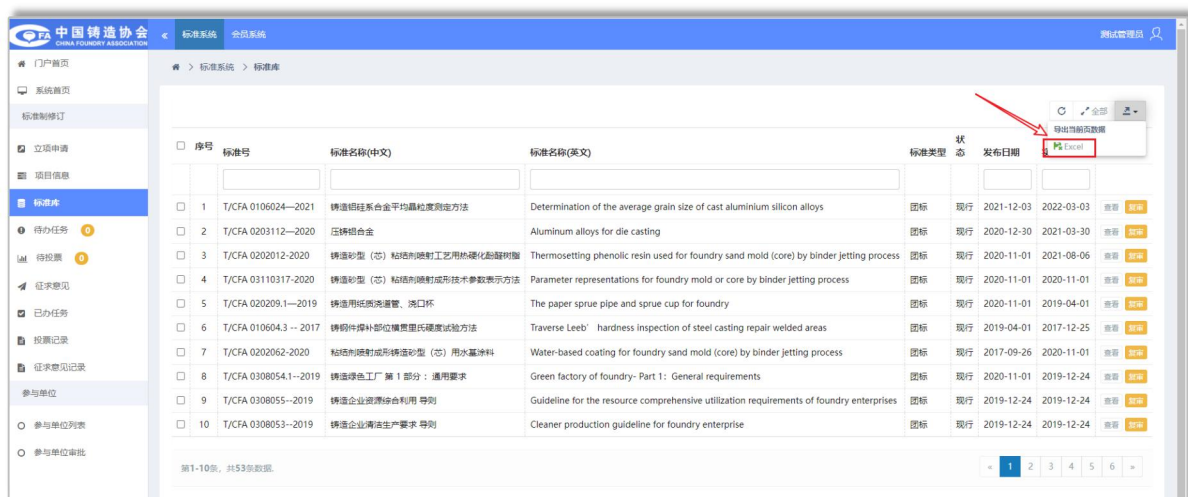 中国铸造协会
CHINA FOUNDRY ASSOCIATION
« 标准系统 会员系统
测试管理员
门户首页
系统首页
标准制修订
立项申请
项目信息
标准库
待办任务 0
待投票 0
征求意见
已办任务
投票记录
征求意见记录
参与单位
参与单位列表
参与单位审批
> 标准系统 > 标准库
全部
导出当前页数据
Excel
序号 标准号 标准名称(中文) 标准名称(英文) 标准类型 状态 发布日期
1 T/CFA 0106024—2021 铸造铝硅系合金平均晶粒度测定方法 Determination of the average grain size of cast aluminium silicon alloys 团标 现行 2021-12-03 2022-03-03 查看 复审
2 T/CFA 0203112—2020 压铸铝合金 Aluminum alloys for die casting 团标 现行 2020-12-30 2021-03-30 查看 复审
3 T/CFA 0202012-2020 铸造砂型（芯）粘结剂喷射工艺用热硬化酚醛树脂 Thermosetting phenolic resin used for foundry sand mold (core) by binder jetting process 团标 现行 2020-11-01 2021-08-06 查看 复审
4 T/CFA 03110317-2020 铸造砂型（芯）粘结剂喷射成形技术参数表示方法 Parameter representations for foundry mold or core by binder jetting process 团标 现行 2020-11-01 2020-11-01 查看 复审
5 T/CFA 020209.1—2019 铸造用纸质浇道管、浇口杯 The paper sprue pipe and sprue cup for foundry 团标 现行 2020-11-01 2019-04-01 查看 复审
6 T/CFA 010604.3 -- 2017 铸钢件焊补部位横贯里氏硬度试验方法 Traverse Leeb' hardness inspection of steel casting repair welded areas 团标 现行 2019-04-01 2017-12-25 查看 复审
7 T/CFA 0202062-2020 粘结剂喷射成形铸造砂型（芯）用水基涂料 Water-based coating for foundry sand mold (core) by binder jetting process 团标 现行 2017-09-26 2020-11-01 查看 复审
8 T/CFA 0308054.1--2019 铸造绿色工厂 第 1 部分 ：通用要求 Green factory of foundry- Part 1：General requirements 团标 现行 2020-11-01 2019-12-24 查看 复审
9 T/CFA 0308055--2019 铸造企业资源综合利用 导则 Guideline for the resource comprehensive utilization requirements of foundry enterprises 团标 现行 2019-12-24 2019-12-24 查看 复审
10 T/CFA 0308053--2019 铸造企业清洁生产要求 导则 Cleaner production guideline for foundry enterprise 团标 现行 2019-12-24 2019-12-24 查看 复审
第1-10条，共53条数据.
« 1 2 3 4 5 6 »